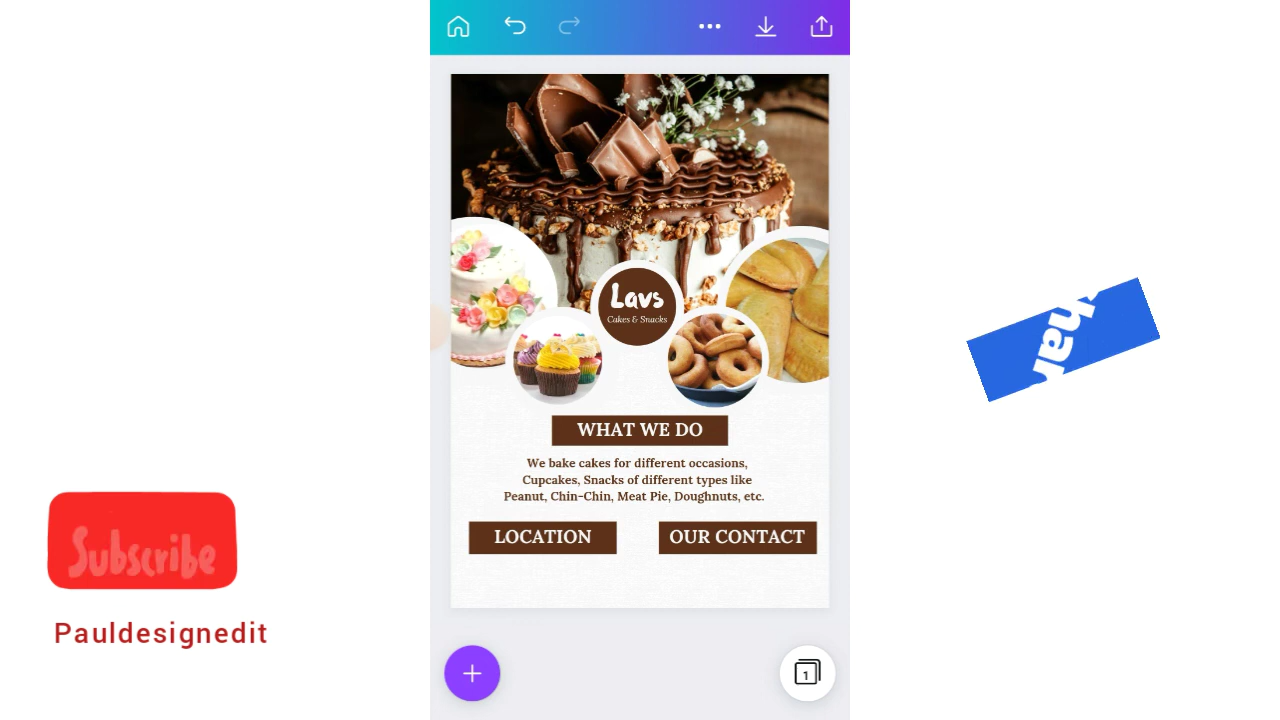 Lavs
Cakes & Snacks
WHAT WE DO
We bake cakes for different occasions,
Cupcakes, Snacks of different types like
Peanut, Chin-Chin, Meat Pie, Doughnuts, etc.
LOCATION
OUR CONTACT
Subscribe
Pauldesignedit
1